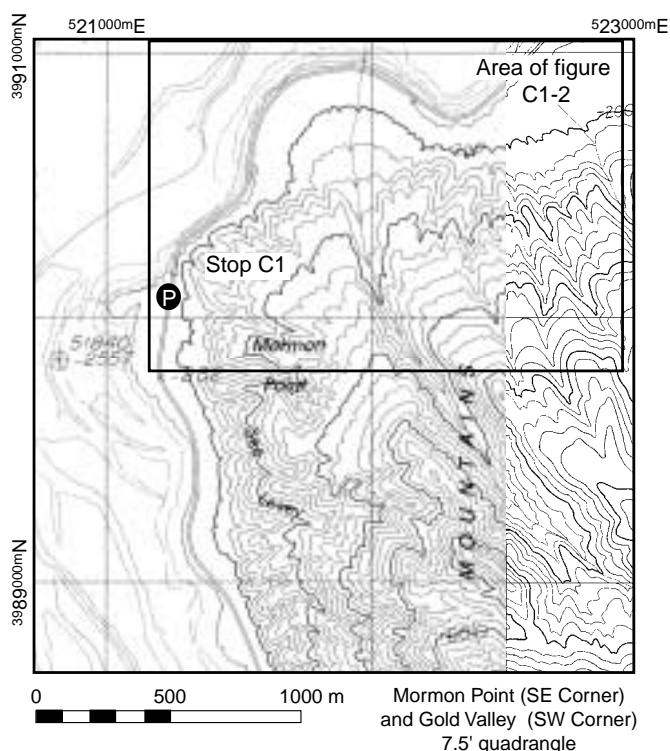 521000mE
523000mE
3991000mN
Area of figure
C1-2
Stop C1
P
Mormon
Point
MOUNTAINS
3989000mN
0 500 1000 m
Mormon Point (SE Corner)
and Gold Valley (SW Corner)
7.5' quadrangle